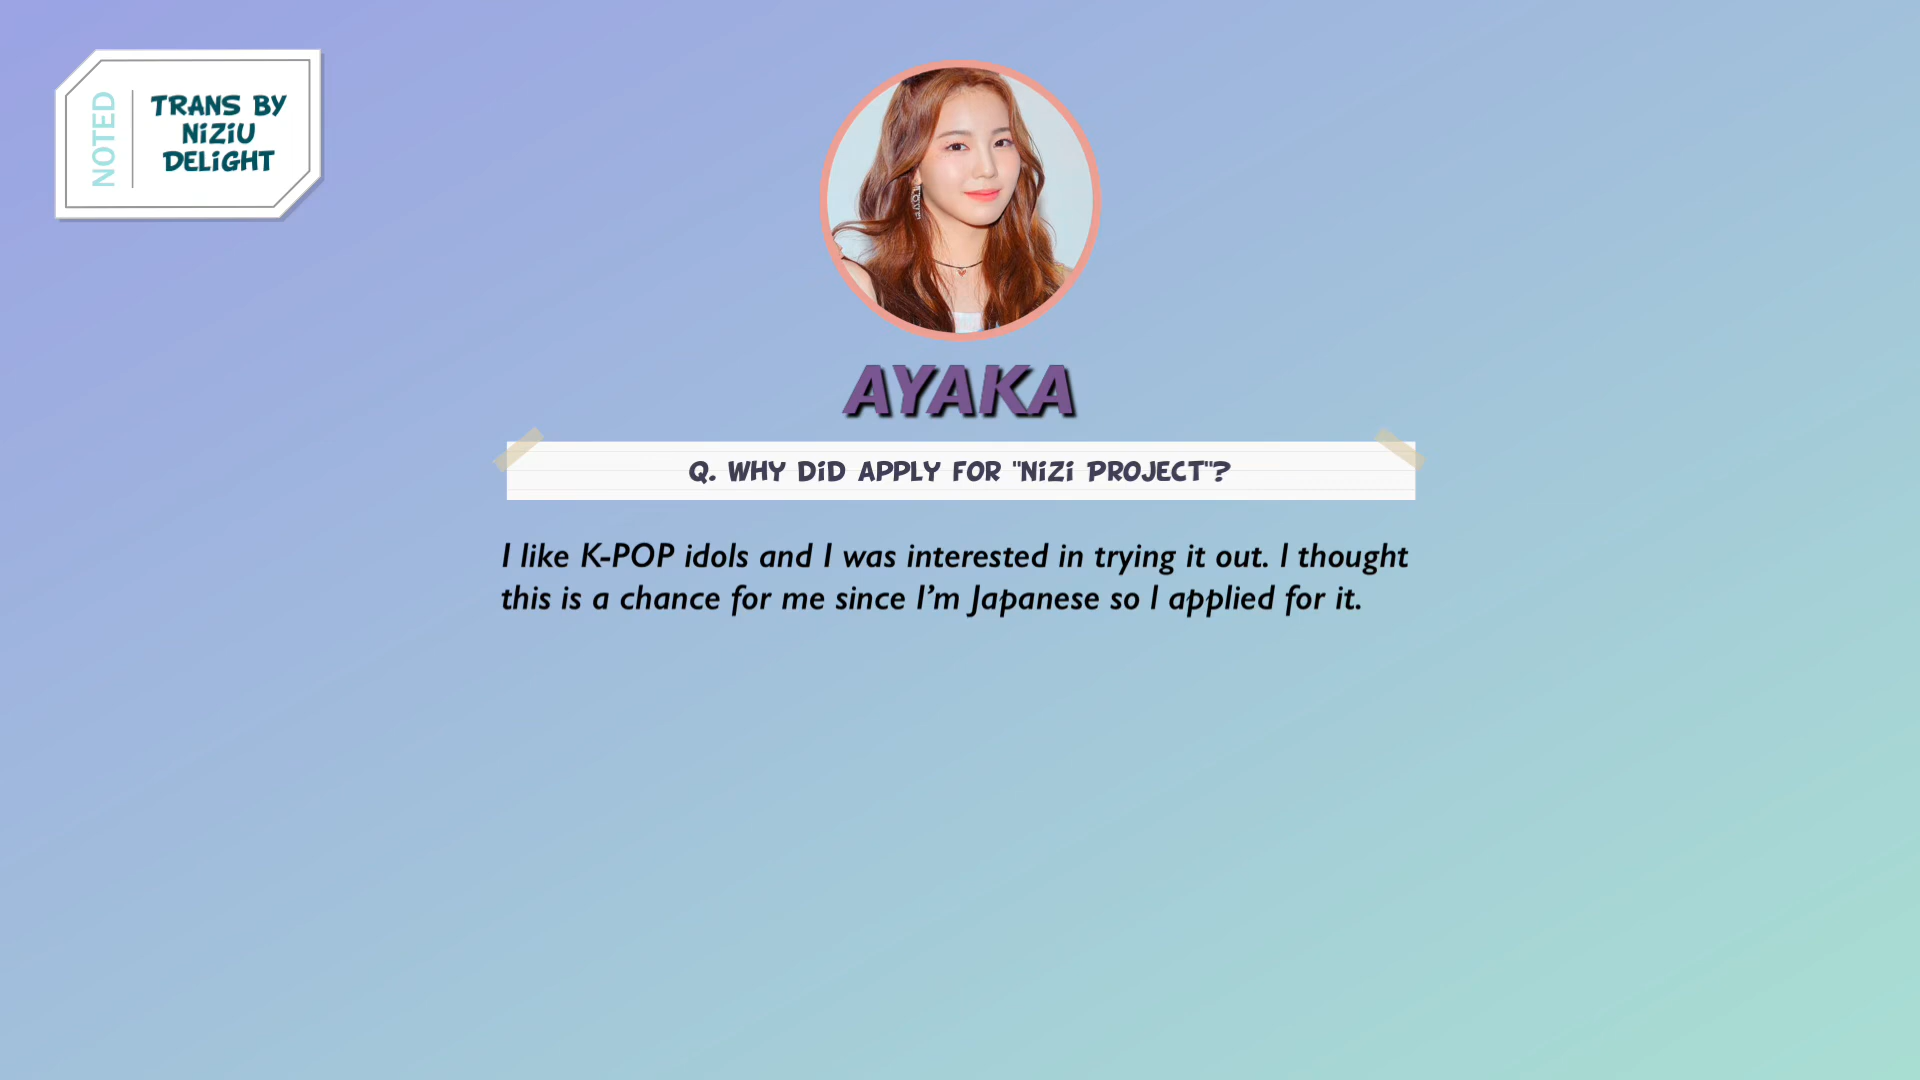 NOTED
TRANS BY
NiZiU
DELiGHT
AYAKA
Q. WHY DiD APPLY FOR "NiZi PROJECT"?
I like K-POP idols and I was interested in trying it out. I thought
this is a chance for me since I’m Japanese so I applied for it.